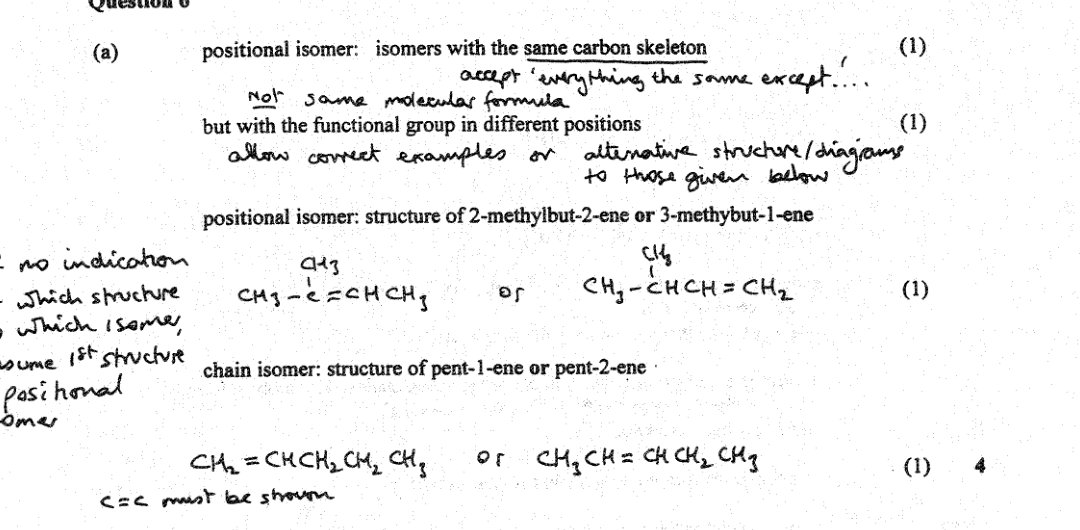 Question 6
(a) positional isomer: isomers with the same carbon skeleton (1)
accept 'everything the same except'....
NOT same molecular formula
but with the functional group in different positions (1)
allow correct examples or alternative structure/diagrams
to those given below
positional isomer: structure of 2-methylbut-2-ene or 3-methybut-1-ene
no indication
which structure
which isomer,
1st structure
positional
CH3 CH3
CH3-C=CHCH3 or CH3-CHCH=CH2 (1)
chain isomer: structure of pent-1-ene or pent-2-ene
CH2=CHCH2CH2CH3 or CH3CH=CHCH2CH3 (1) 4
C=C must be shown